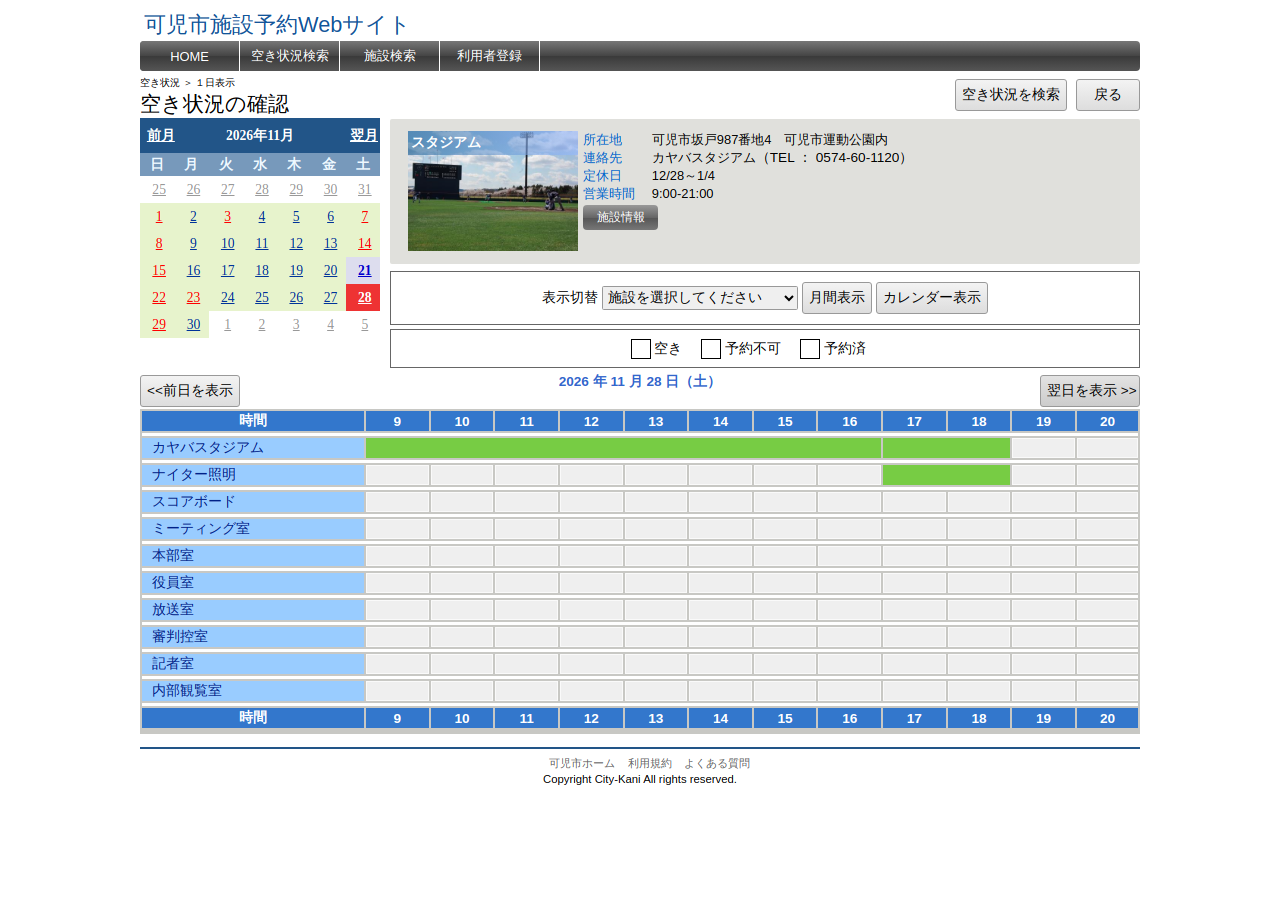 可児市施設予約Webサイト
HOME 空き状況検索 施設検索 利用者登録
空き状況 ＞ １日表示
空き状況の確認
空き状況を検索 戻る
前月 2026年11月 翌月
日 月 火 水 木 金 土
25 26 27 28 29 30 31
1 2 3 4 5 6 7
8 9 10 11 12 13 14
15 16 17 18 19 20 21
22 23 24 25 26 27 28
29 30 1 2 3 4 5
スタジアム
所在地 可児市坂戸987番地4　可児市運動公園内
連絡先 カヤバスタジアム（TEL ： 0574-60-1120）
定休日 12/28～1/4
営業時間 9:00-21:00
施設情報
表示切替 施設を選択してください 月間表示 カレンダー表示
空き 予約不可 予約済
<<前日を表示 2026 年 11 月 28 日（土） 翌日を表示 >>
時間 9 10 11 12 13 14 15 16 17 18 19 20
カヤバスタジアム
ナイター照明
スコアボード
ミーティング室
本部室
役員室
放送室
審判控室
記者室
内部観覧室
時間 9 10 11 12 13 14 15 16 17 18 19 20
可児市ホーム 利用規約 よくある質問
Copyright City-Kani All rights reserved.